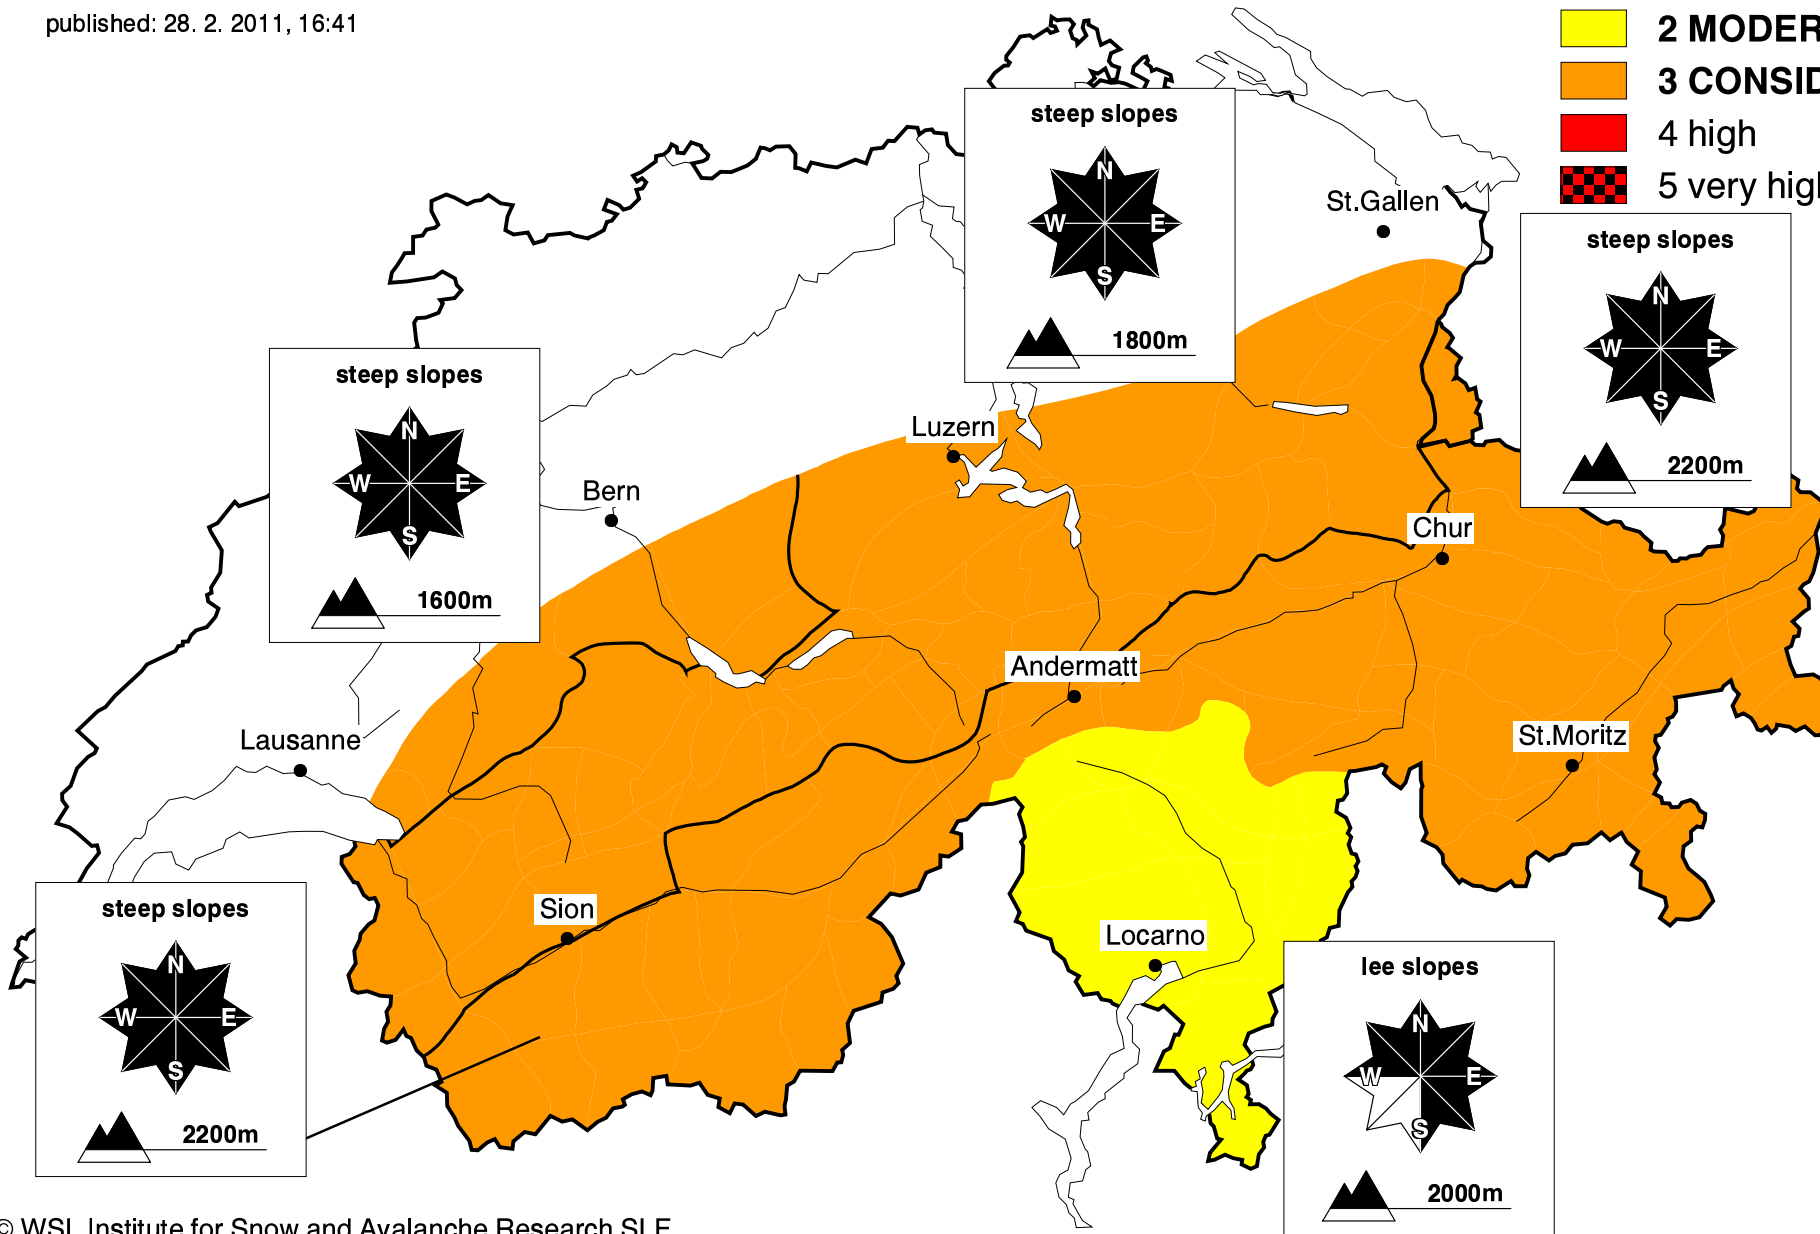 published: 28. 2. 2011, 16:41
2 MODER
3 CONSID
4 high
5 very hig
steep slopes
N
W E
S
1800m
St.Gallen
steep slopes
N
W E
S
2200m
steep slopes
N
W E
S
1600m
Luzern
Bern
Chur
Andermatt
St.Moritz
Lausanne
steep slopes
N
W E
S
2200m
Sion
Locarno
lee slopes
N
W E
S
2000m
© WSL Institute for Snow and Avalanche Research SLF